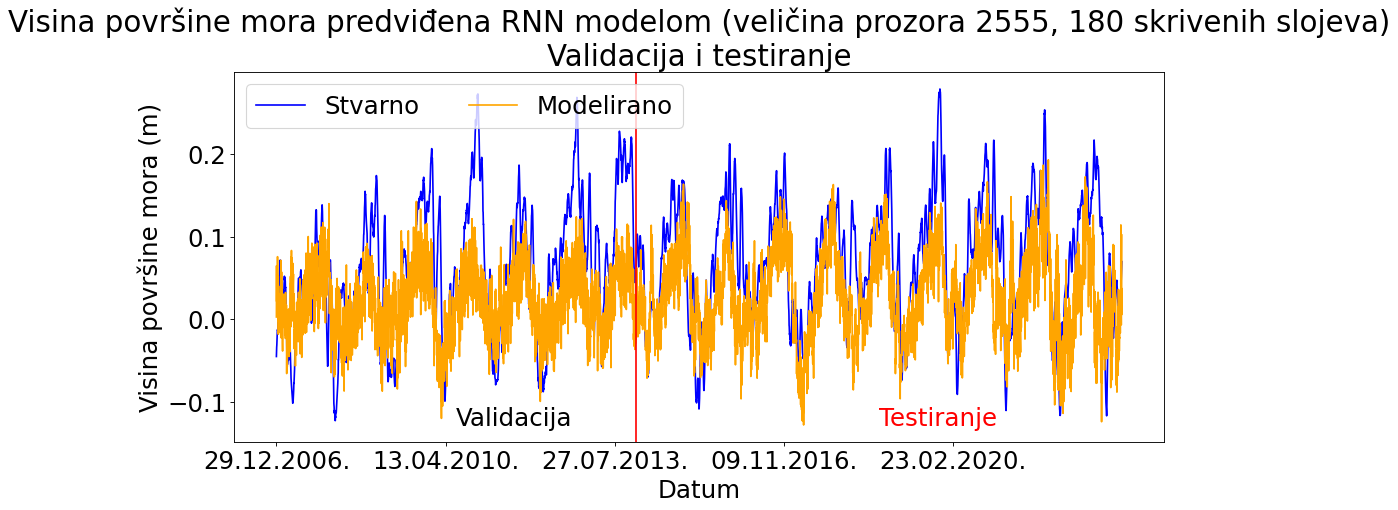 Visina površine mora predviđena RNN modelom (veličina prozora 2555, 180 skrivenih slojeva)
Validacija i testiranje
Stvarno
Modelirano
Visina površine mora (m)
0.2
0.1
0.0
−0.1
Validacija
Testiranje
29.12.2006.
13.04.2010.
27.07.2013.
09.11.2016.
23.02.2020.
Datum